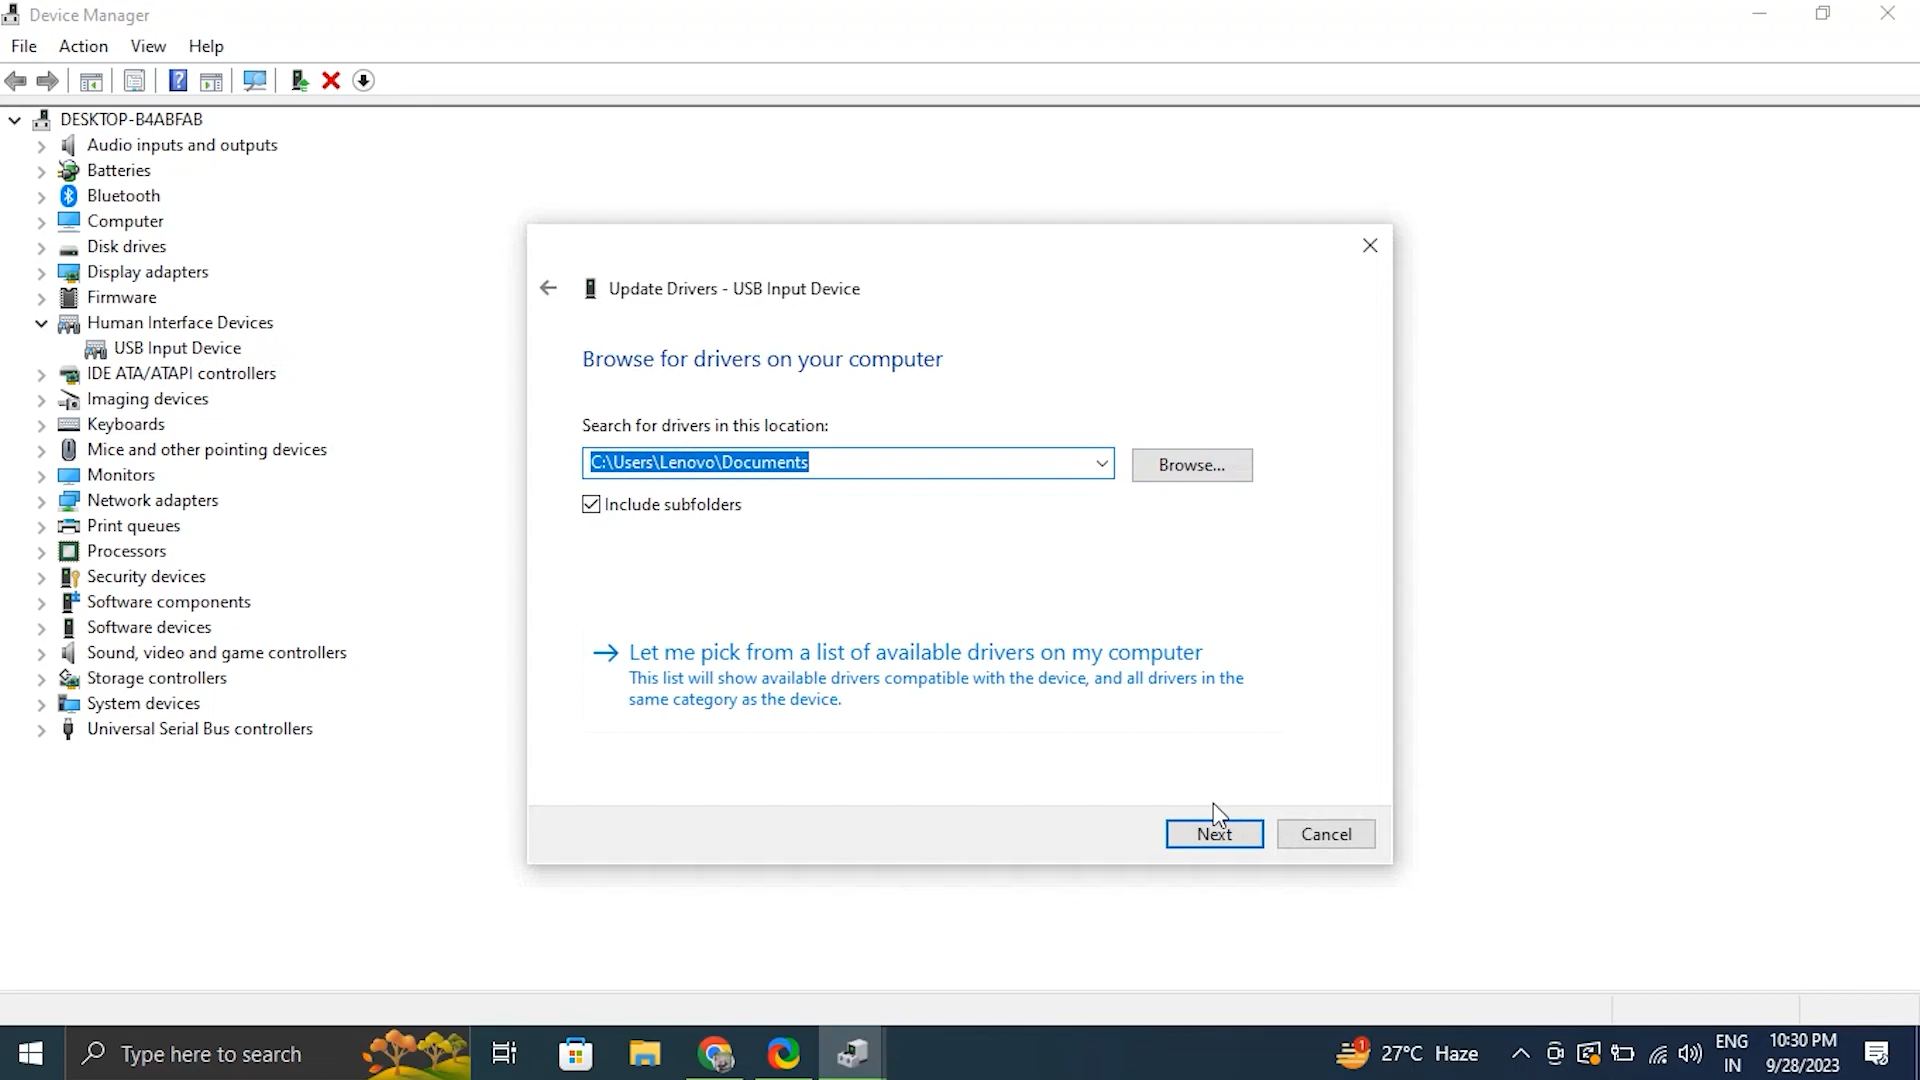 Device Manager
File Action View Help
DESKTOP-B4ABFAB
Audio inputs and outputs
Batteries
Bluetooth
Computer
Disk drives
Display adapters
Firmware
Human Interface Devices
USB Input Device
IDE ATA/ATAPI controllers
Imaging devices
Keyboards
Mice and other pointing devices
Monitors
Network adapters
Print queues
Processors
Security devices
Software components
Software devices
Sound, video and game controllers
Storage controllers
System devices
Universal Serial Bus controllers
Update Drivers - USB Input Device
Browse for drivers on your computer
Search for drivers in this location:
C:\Users\Lenovo\Documents
Browse...
Include subfolders
Let me pick from a list of available drivers on my computer
This list will show available drivers compatible with the device, and all drivers in the
same category as the device.
Next
Cancel
Type here to search
1
27°C Haze
ENG
IN
10:30 PM
9/28/2023